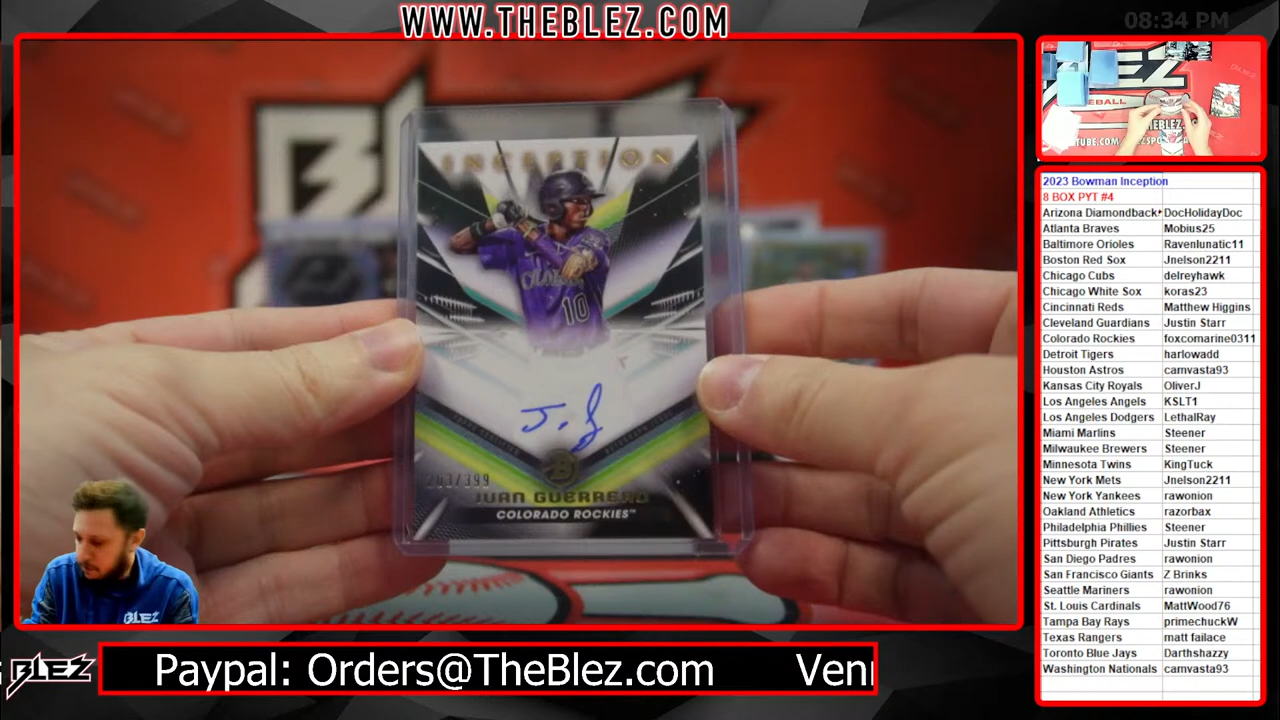 WWW.THEBLEZ.COM
08:34 PM
INCEPTION
10
J. G
/399
JUAN GUERRERO
COLORADO ROCKIES™
BLEZ
BLEZ
Paypal: Orders@TheBlez.com
Ven
2023 Bowman Inception
8 BOX PYT #4
Arizona Diamondback DocHolidayDoc
Atlanta Braves Mobius25
Baltimore Orioles Ravenlunatic11
Boston Red Sox Jnelson2211
Chicago Cubs delreyhawk
Chicago White Sox koras23
Cincinnati Reds Matthew Higgins
Cleveland Guardians Justin Starr
Colorado Rockies foxcomarine0311
Detroit Tigers harlowadd
Houston Astros camvasta93
Kansas City Royals OliverJ
Los Angeles Angels KSLT1
Los Angeles Dodgers LethalRay
Miami Marlins Steener
Milwaukee Brewers Steener
Minnesota Twins KingTuck
New York Mets Jnelson2211
New York Yankees rawonion
Oakland Athletics razorbax
Philadelphia Phillies Steener
Pittsburgh Pirates Justin Starr
San Diego Padres rawonion
San Francisco Giants Z Brinks
Seattle Mariners rawonion
St. Louis Cardinals MattWood76
Tampa Bay Rays primechuckW
Texas Rangers matt failace
Toronto Blue Jays Darthshazzy
Washington Nationals camvasta93